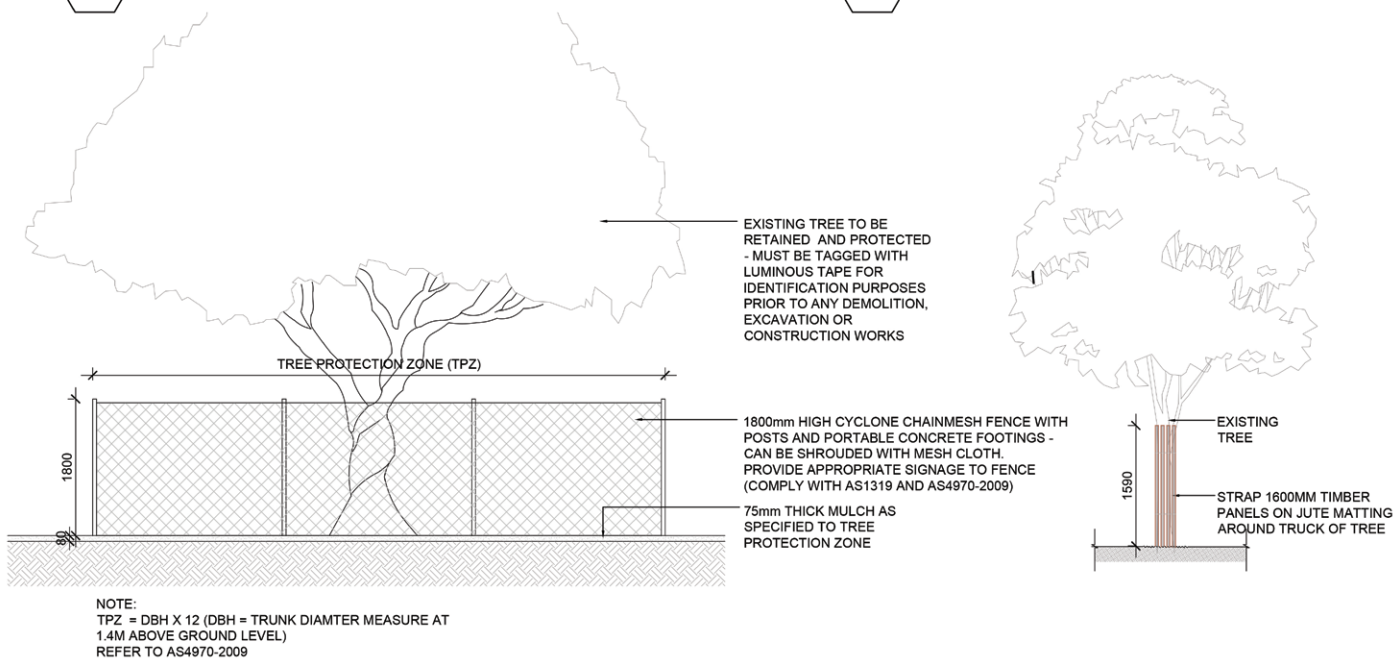 EXISTING TREE TO BE
RETAINED AND PROTECTED
- MUST BE TAGGED WITH
LUMINOUS TAPE FOR
IDENTIFICATION PURPOSES
PRIOR TO ANY DEMOLITION,
EXCAVATION OR
CONSTRUCTION WORKS
TREE PROTECTION ZONE (TPZ)
1800
80
1800mm HIGH CYCLONE CHAINMESH FENCE WITH
POSTS AND PORTABLE CONCRETE FOOTINGS -
CAN BE SHROUDED WITH MESH CLOTH.
PROVIDE APPROPRIATE SIGNAGE TO FENCE
(COMPLY WITH AS1319 AND AS4970-2009)
75mm THICK MULCH AS
SPECIFIED TO TREE
PROTECTION ZONE
NOTE:
TPZ = DBH X 12 (DBH = TRUNK DIAMTER MEASURE AT
1.4M ABOVE GROUND LEVEL)
REFER TO AS4970-2009
EXISTING
TREE
1590
STRAP 1600MM TIMBER
PANELS ON JUTE MATTING
AROUND TRUCK OF TREE